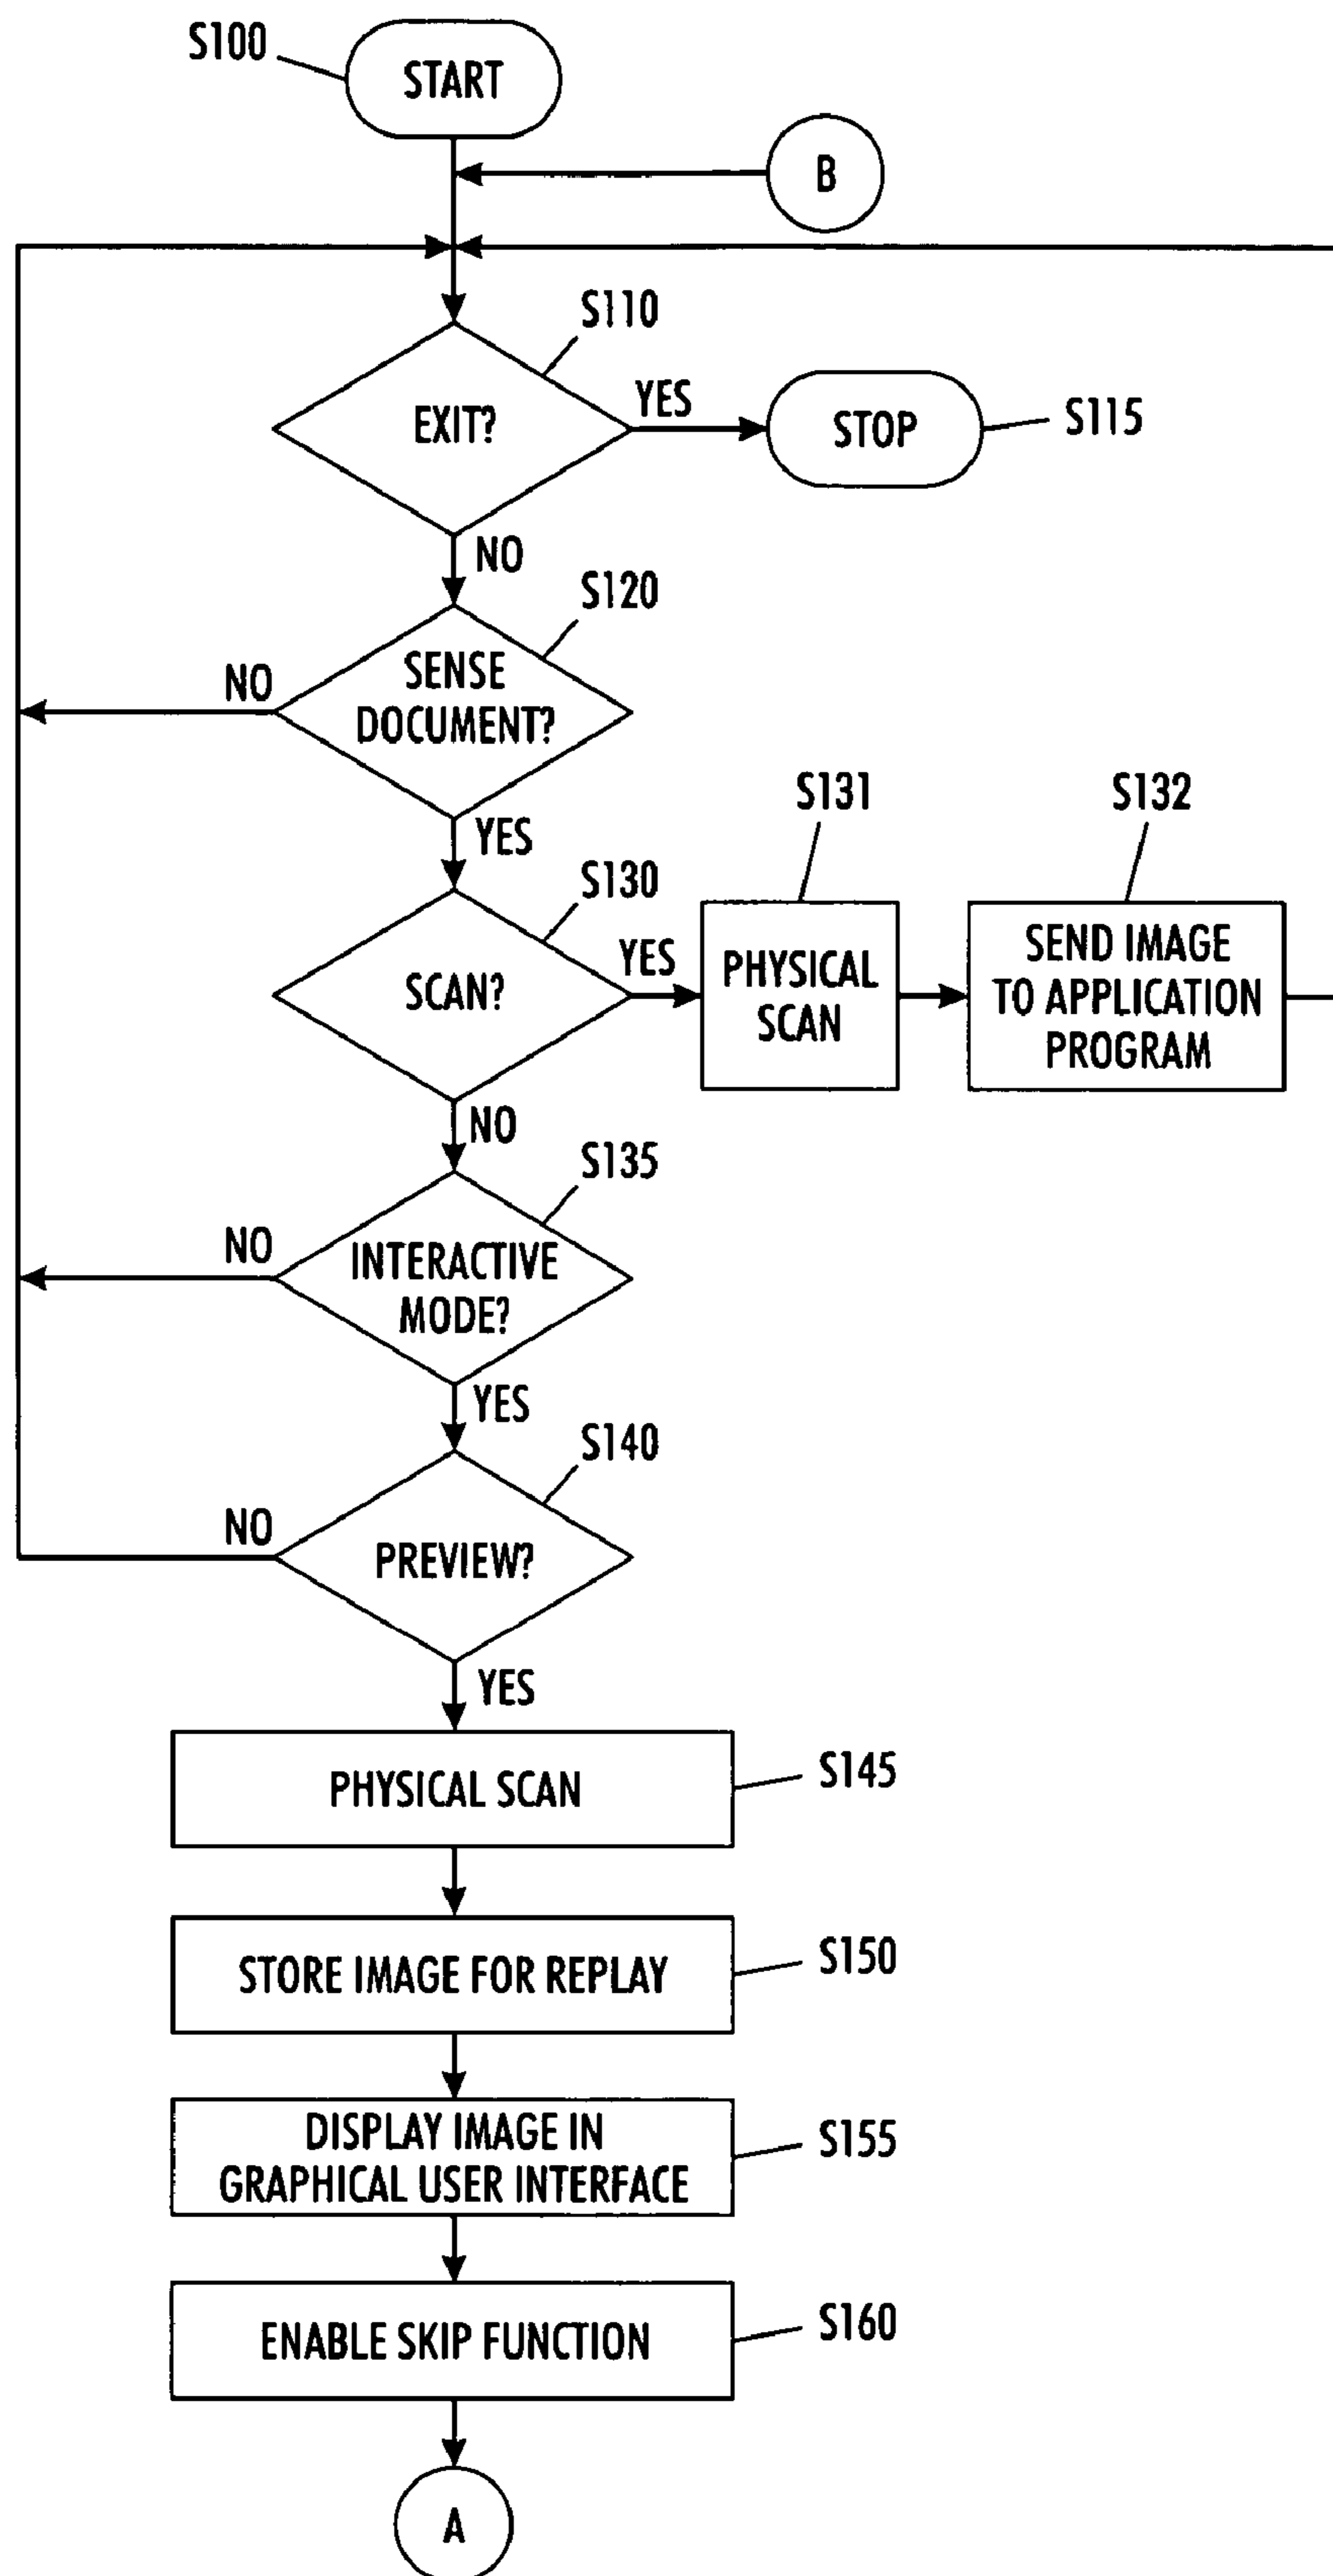 S100
START
B
S110
EXIT?
YES
STOP
S115
NO
S120
SENSE
DOCUMENT?
NO
YES
S130
SCAN?
YES
S131
PHYSICAL
SCAN
S132
SEND IMAGE
TO APPLICATION
PROGRAM
NO
S135
INTERACTIVE
MODE?
NO
YES
S140
PREVIEW?
NO
YES
PHYSICAL SCAN
S145
STORE IMAGE FOR REPLAY
S150
DISPLAY IMAGE IN
GRAPHICAL USER INTERFACE
S155
ENABLE SKIP FUNCTION
S160
A